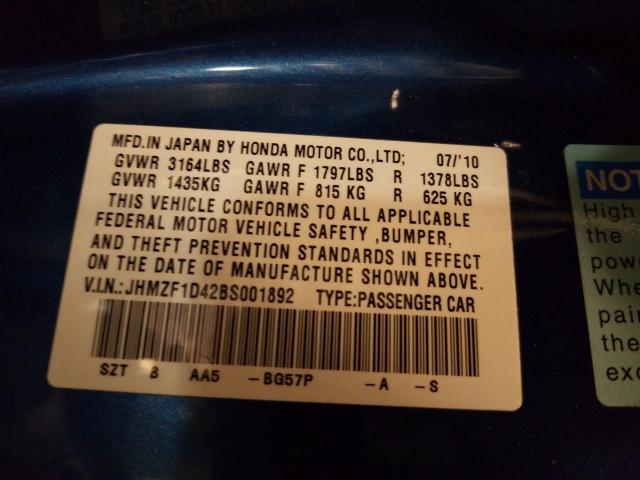 MFD.IN JAPAN BY HONDA MOTOR CO.,LTD; 07/'10
GVWR 3164LBS GAWR F 1797LBS R 1378LBS
GVWR 1435KG GAWR F 815 KG R 625 KG
THIS VEHICLE CONFORMS TO ALL APPLICABLE
FEDERAL MOTOR VEHICLE SAFETY ,BUMPER,
AND THEFT PREVENTION STANDARDS IN EFFECT
ON THE DATE OF MANUFACTURE SHOWN ABOVE.
V.I.N.:JHMZF1D42BS001892 TYPE:PASSENGER CAR
SZT B AA5 -BG57P -A -S
NOT
High
the
pow
Whe
pai
the
exc